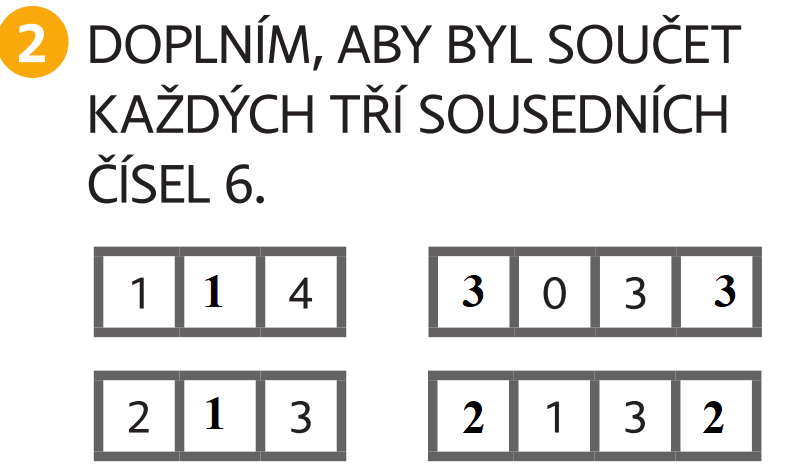 2 DOPLNÍM, ABY BYL SOUČET
KAŽDÝCH TŘÍ SOUSEDNÍCH
ČÍSEL 6.
1 1 4 3 0 3 3
2 1 3 2 1 3 2